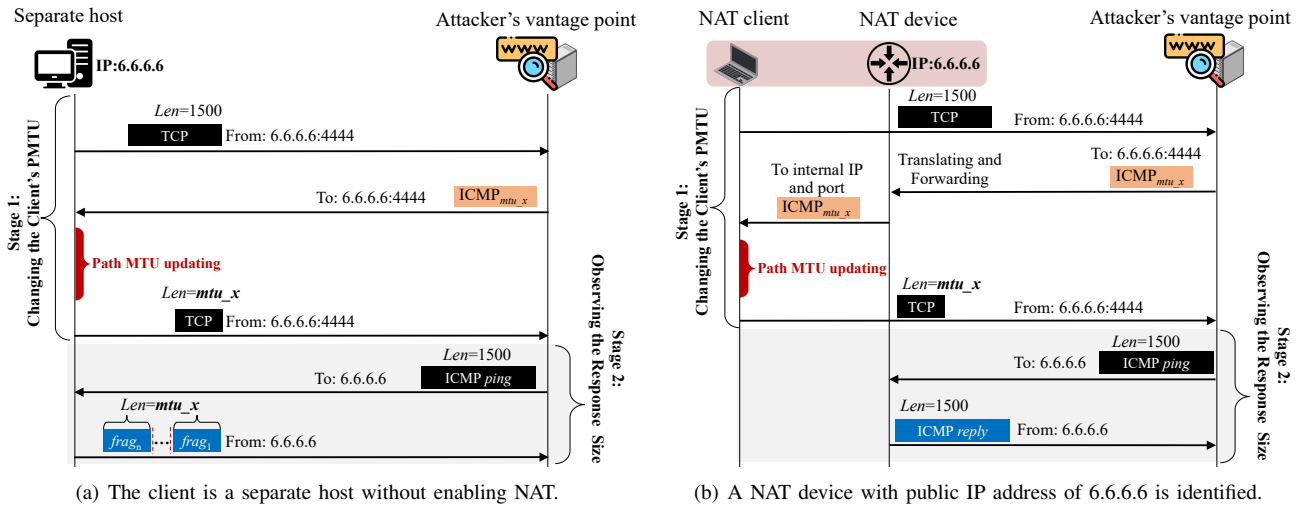 Separate host
Attacker's vantage point
www
IP:6.6.6.6
Stage 1:
Changing the Client's PMTU
Len=1500
TCP
From: 6.6.6.6:4444
To: 6.6.6.6:4444
ICMPmtu_x
Path MTU updating
Len=mtu_x
TCP
From: 6.6.6.6:4444
Stage 2:
Observing the Response Size
Len=1500
To: 6.6.6.6
ICMP ping
Len=mtu_x
fragn
...
frag1
From: 6.6.6.6
(a) The client is a separate host without enabling NAT.
NAT client
NAT device
Attacker's vantage point
www
IP:6.6.6.6
Stage 1:
Changing the Client's PMTU
Len=1500
TCP
From: 6.6.6.6:4444
To: 6.6.6.6:4444
ICMPmtu_x
Translating and
Forwarding
To internal IP
and port
ICMPmtu_x
Path MTU updating
Len=mtu_x
TCP
From: 6.6.6.6:4444
Stage 2:
Observing the Response Size
Len=1500
To: 6.6.6.6
ICMP ping
Len=1500
ICMP reply
From: 6.6.6.6
(b) A NAT device with public IP address of 6.6.6.6 is identified.